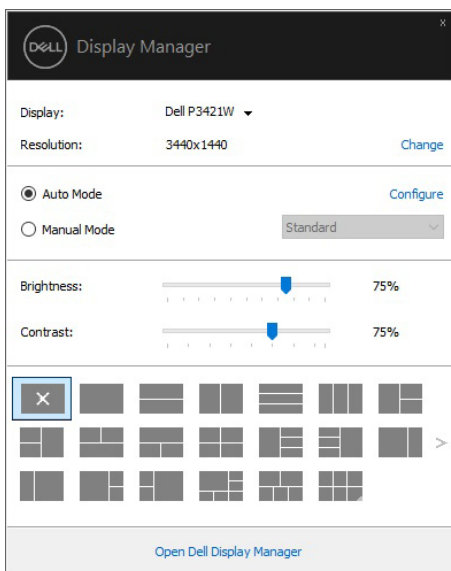 DELL Display Manager
Display: Dell P3421W
Resolution: 3440x1440 Change
Auto Mode Configure
Manual Mode Standard
Brightness: 75%
Contrast: 75%
Open Dell Display Manager